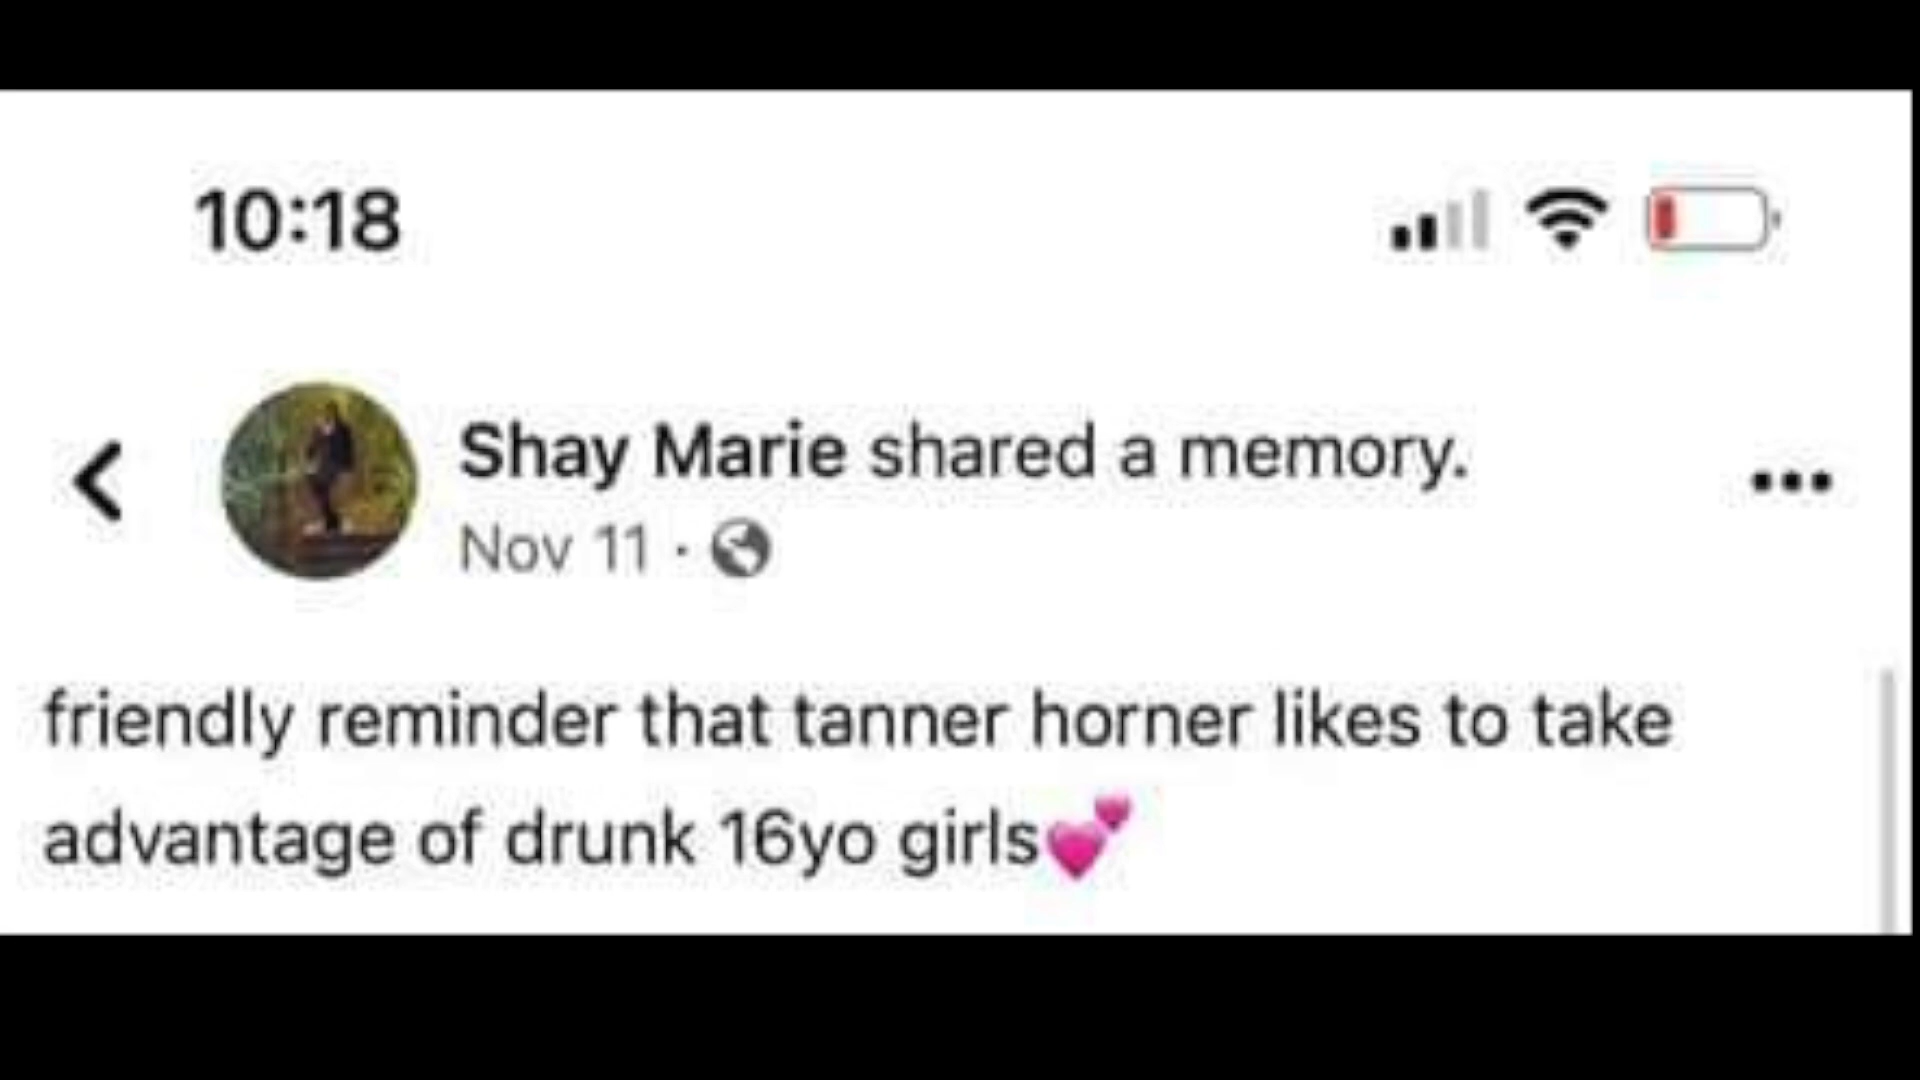 10:18
Shay Marie shared a memory.
Nov 11 ·
friendly reminder that tanner horner likes to take
advantage of drunk 16yo girls💕